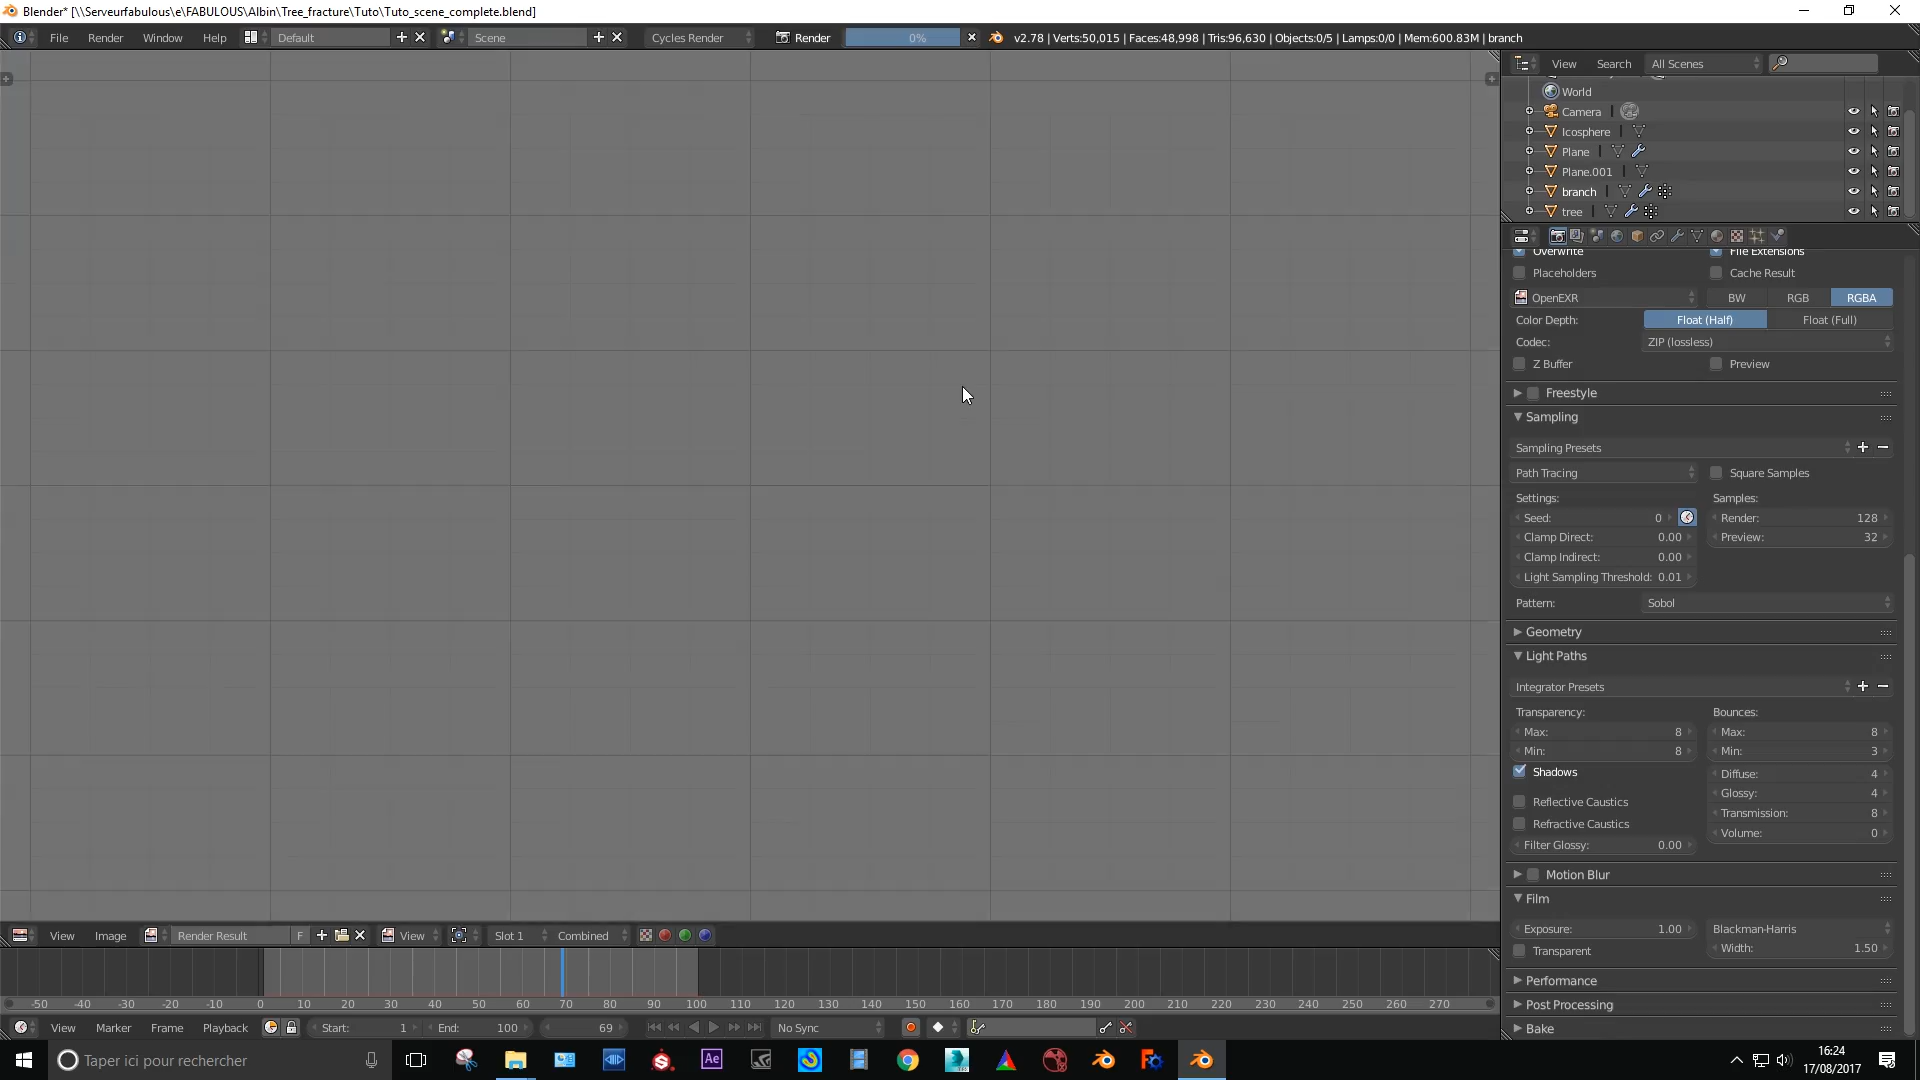 Blender* [\\Serveurfabulous\e\FABULOUS\Albin\Tree_fracture\Tuto\Tuto_scene_complete.blend]
File Render Window Help Default Scene Cycles Render Render 0% v2.78 | Verts:50,015 | Faces:48,998 | Tris:96,630 | Objects:0/5 | Lamps:0/0 | Mem:600.83M | branch
View Search All Scenes
World
Camera
Icosphere
Plane
Plane.001
branch
tree
Overwrite File Extensions
Placeholders Cache Result
OpenEXR BW RGB RGBA
Color Depth: Float (Half) Float (Full)
Codec: ZIP (lossless)
Z Buffer Preview
Freestyle
Sampling
Sampling Presets
Path Tracing Square Samples
Settings: Samples:
Seed: 0 Render: 128
Clamp Direct: 0.00 Preview: 32
Clamp Indirect: 0.00
Light Sampling Threshold: 0.01
Pattern: Sobol
Geometry
Light Paths
Integrator Presets
Transparency: Bounces:
Max: 8 Max: 8
Min: 8 Min: 3
Shadows Diffuse: 4
Reflective Caustics Glossy: 4
Refractive Caustics Transmission: 8
Filter Glossy: 0.00 Volume: 0
Motion Blur
Film
Exposure: 1.00 Blackman-Harris
Transparent Width: 1.50
Performance
Post Processing
Bake
View Image Render Result F View Slot 1 Combined
-50 -40 -30 -20 -10 0 10 20 30 40 50 60 70 80 90 100 110 120 130 140 150 160 170 180 190 200 210 220 230 240 250 260 270
View Marker Frame Playback Start: 1 End: 100 69 No Sync
Taper ici pour rechercher Ae 16:24
17/08/2017